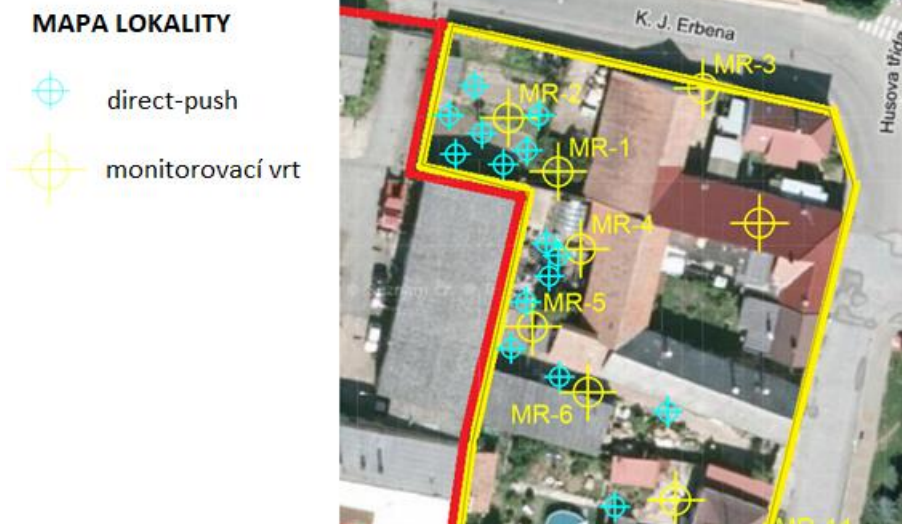 MAPA LOKALITY
direct-push
monitorovací vrt
K. J. Erbena
Husova třída
MR-3
MR-2
MR-1
MR-4
MR-5
MR-6